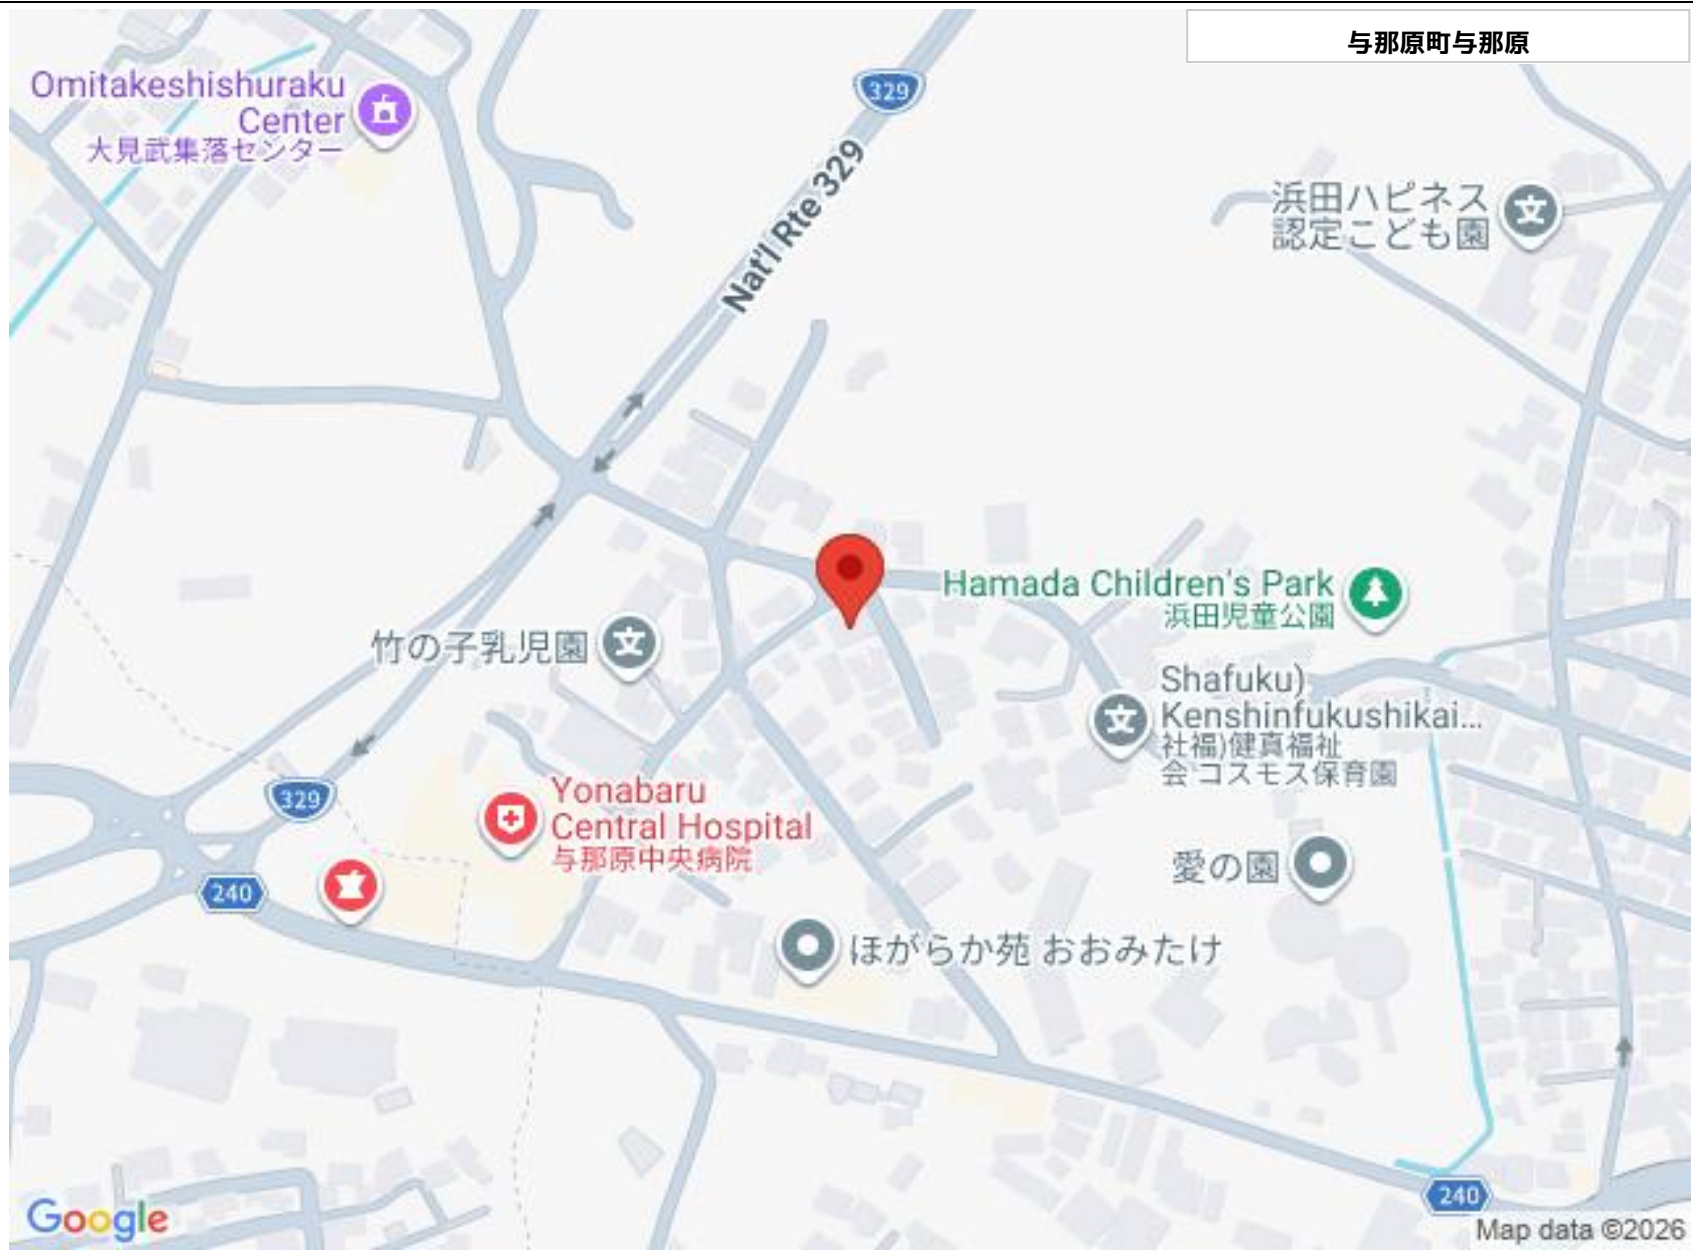 与那原町与那原
Omitakeshishuraku
Center
大見武集落センター
329
Nat'l Rte 329
浜田ハピネス
認定こども園
Hamada Children's Park
浜田児童公園
竹の子乳児園
Shafuku)
Kenshinfukushikai...
社福)健真福祉
会 コスモス保育園
329
Yonabaru
Central Hospital
与那原中央病院
240
愛の園
ほがらか苑 おおみたけ
240
Google
Map data ©2026